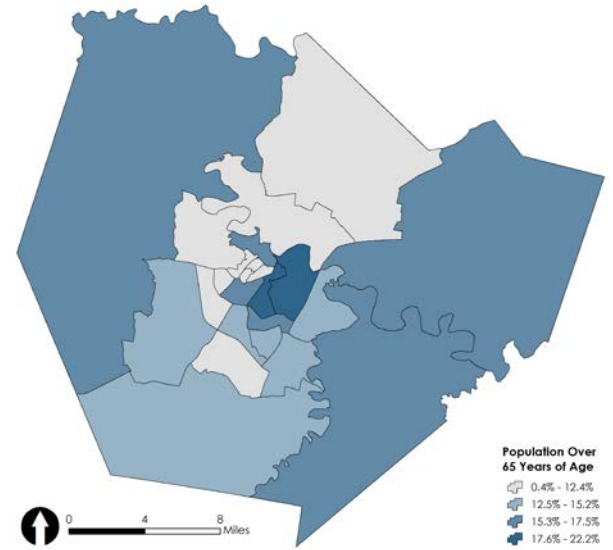 Population Over
65 Years of Age
0.4% - 12.4%
12.5% - 15.2%
15.3% - 17.5%
17.6% - 22.2%
0 4 8
Miles